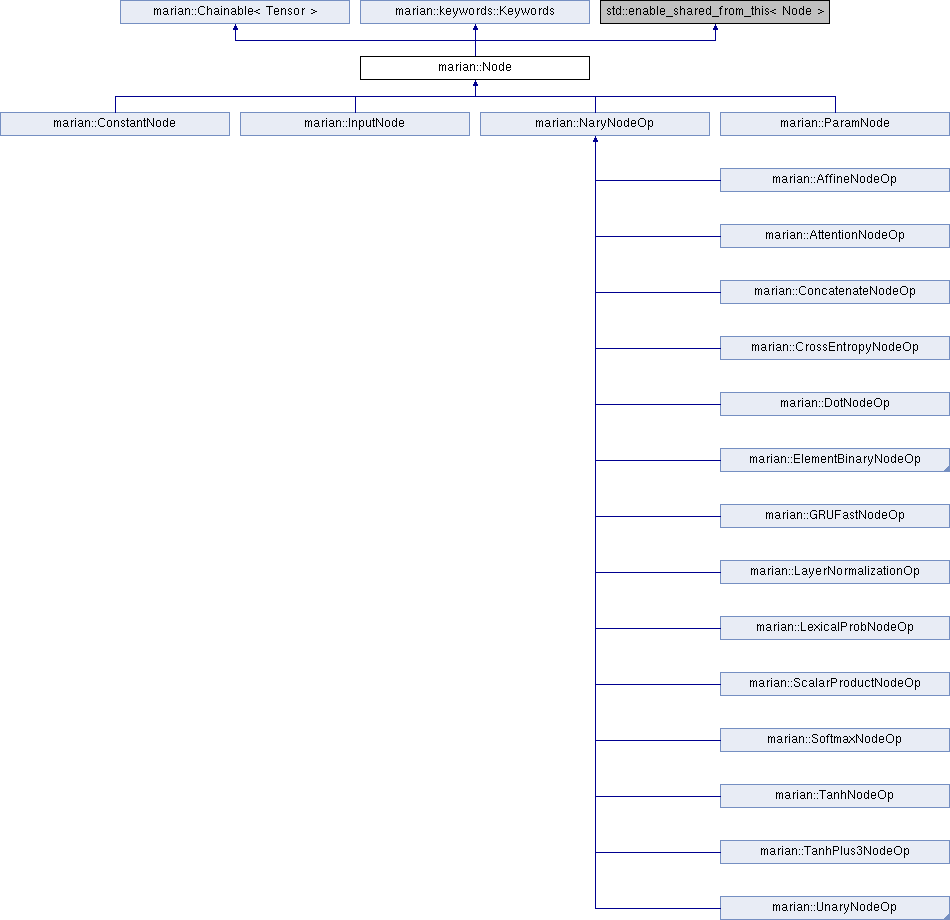 marian::Chainable< Tensor >
marian::keywords::Keywords
std::enable_shared_from_this< Node >
marian::Node
marian::ConstantNode
marian::InputNode
marian::NaryNodeOp
marian::ParamNode
marian::AffineNodeOp
marian::AttentionNodeOp
marian::ConcatenateNodeOp
marian::CrossEntropyNodeOp
marian::DotNodeOp
marian::ElementBinaryNodeOp
marian::GRUFastNodeOp
marian::LayerNormalizationOp
marian::LexicalProbNodeOp
marian::ScalarProductNodeOp
marian::SoftmaxNodeOp
marian::TanhNodeOp
marian::TanhPlus3NodeOp
marian::UnaryNodeOp